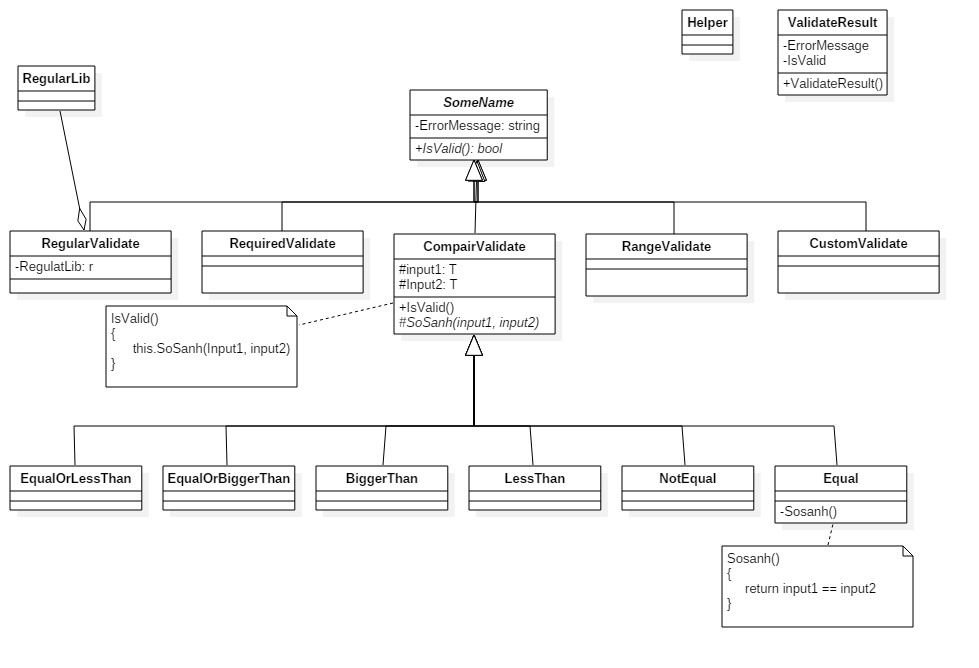 Helper
ValidateResult
-ErrorMessage
-IsValid
+ValidateResult()
RegularLib
SomeName
-ErrorMessage: string
+IsValid(): bool
RegularValidate
-RegulatLib: r
RequiredValidate
CompairValidate
#input1: T
#Input2: T
+IsValid()
#SoSanh(input1, input2)
RangeValidate
CustomValidate
IsValid()
{
this.SoSanh(Input1, input2)
}
EqualOrLessThan
EqualOrBiggerThan
BiggerThan
LessThan
NotEqual
Equal
-Sosanh()
Sosanh()
{
return input1 == input2
}